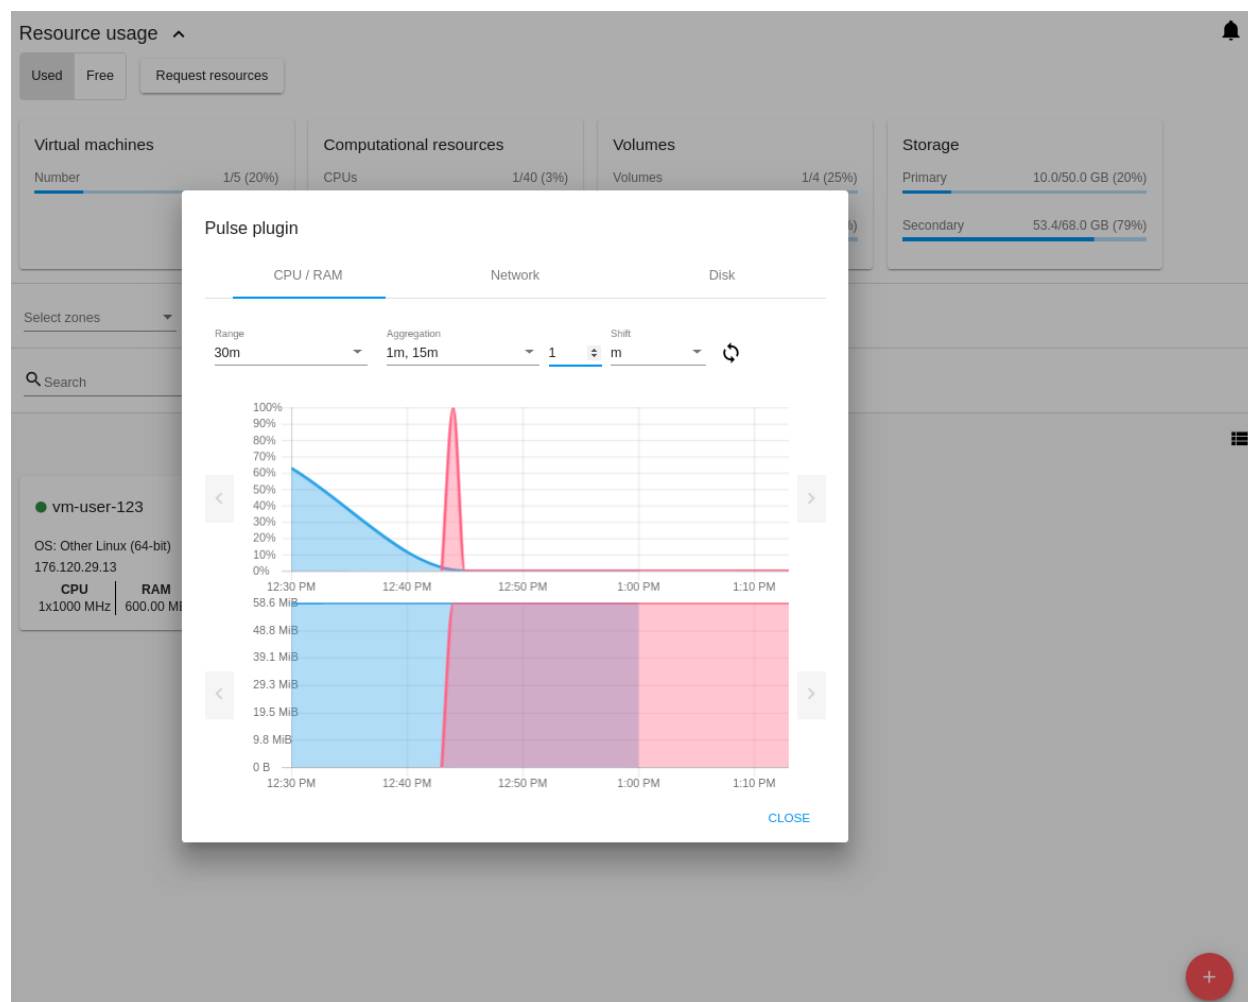 Resource usage
Used Free Request resources
Virtual machines
Number 1/5 (20%)
Computational resources
CPUs 1/40 (3%)
Volumes
Volumes 1/4 (25%)
Storage
Primary 10.0/50.0 GB (20%)
Secondary 53.4/68.0 GB (79%)
Select zones
Search
vm-user-123
OS: Other Linux (64-bit)
176.120.29.13
CPU RAM
1x1000 MHz 600.00
Pulse plugin
CPU / RAM Network Disk
Range Aggregation Shift
30m 1m, 15m 1 m
100%
90%
80%
70%
60%
50%
40%
30%
20%
10%
0%
12:30 PM 12:40 PM 12:50 PM 1:00 PM 1:10 PM
58.6 MiB
48.8 MiB
39.1 MiB
29.3 MiB
19.5 MiB
9.8 MiB
0 B
12:30 PM 12:40 PM 12:50 PM 1:00 PM 1:10 PM
CLOSE